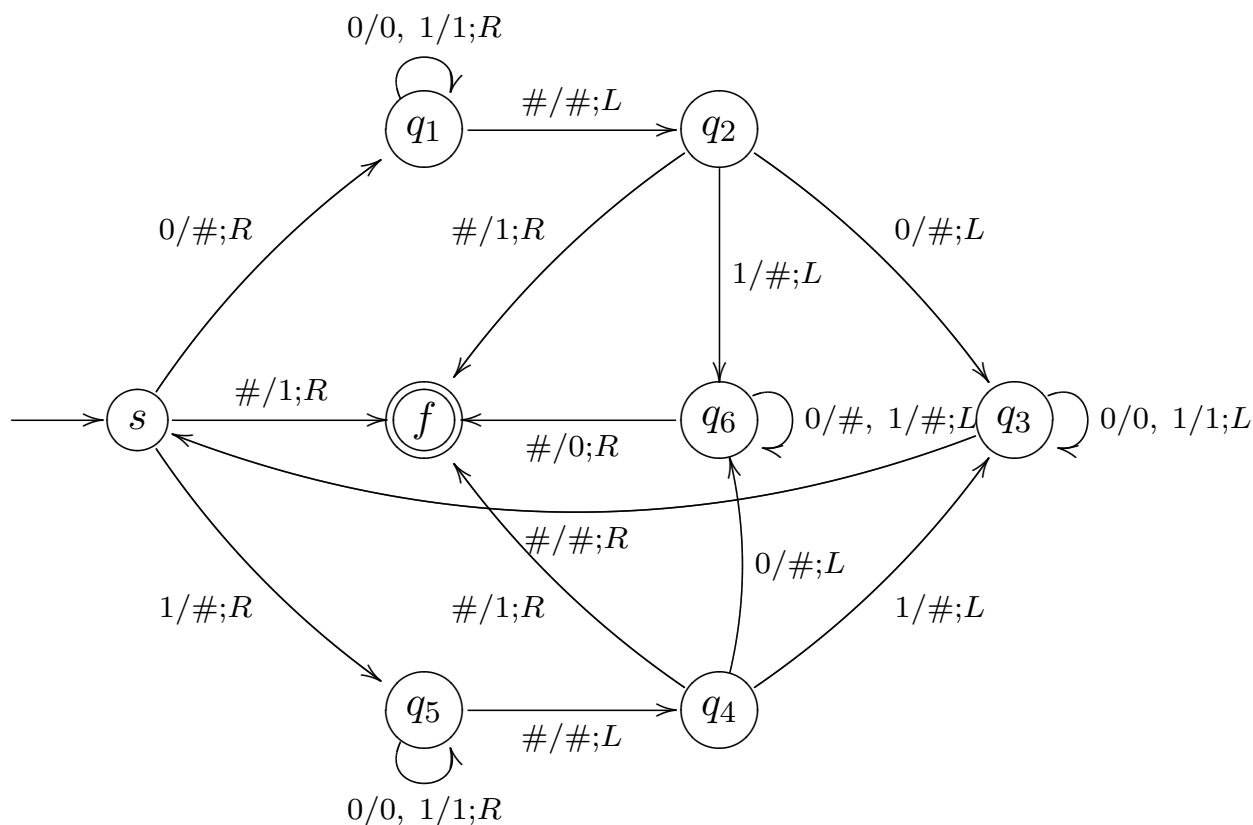 0/0, 1/1;R
q1
#/#;L
q2
0/#;R
#/1;R
0/#;L
1/#;L
s
#/1;R
f
#/0;R
q6
0/#, 1/#;L
q3
0/0, 1/1;L
#/#;R
0/#;L
1/#;R
#/1;R
1/#;L
q5
#/#;L
q4
0/0, 1/1;R